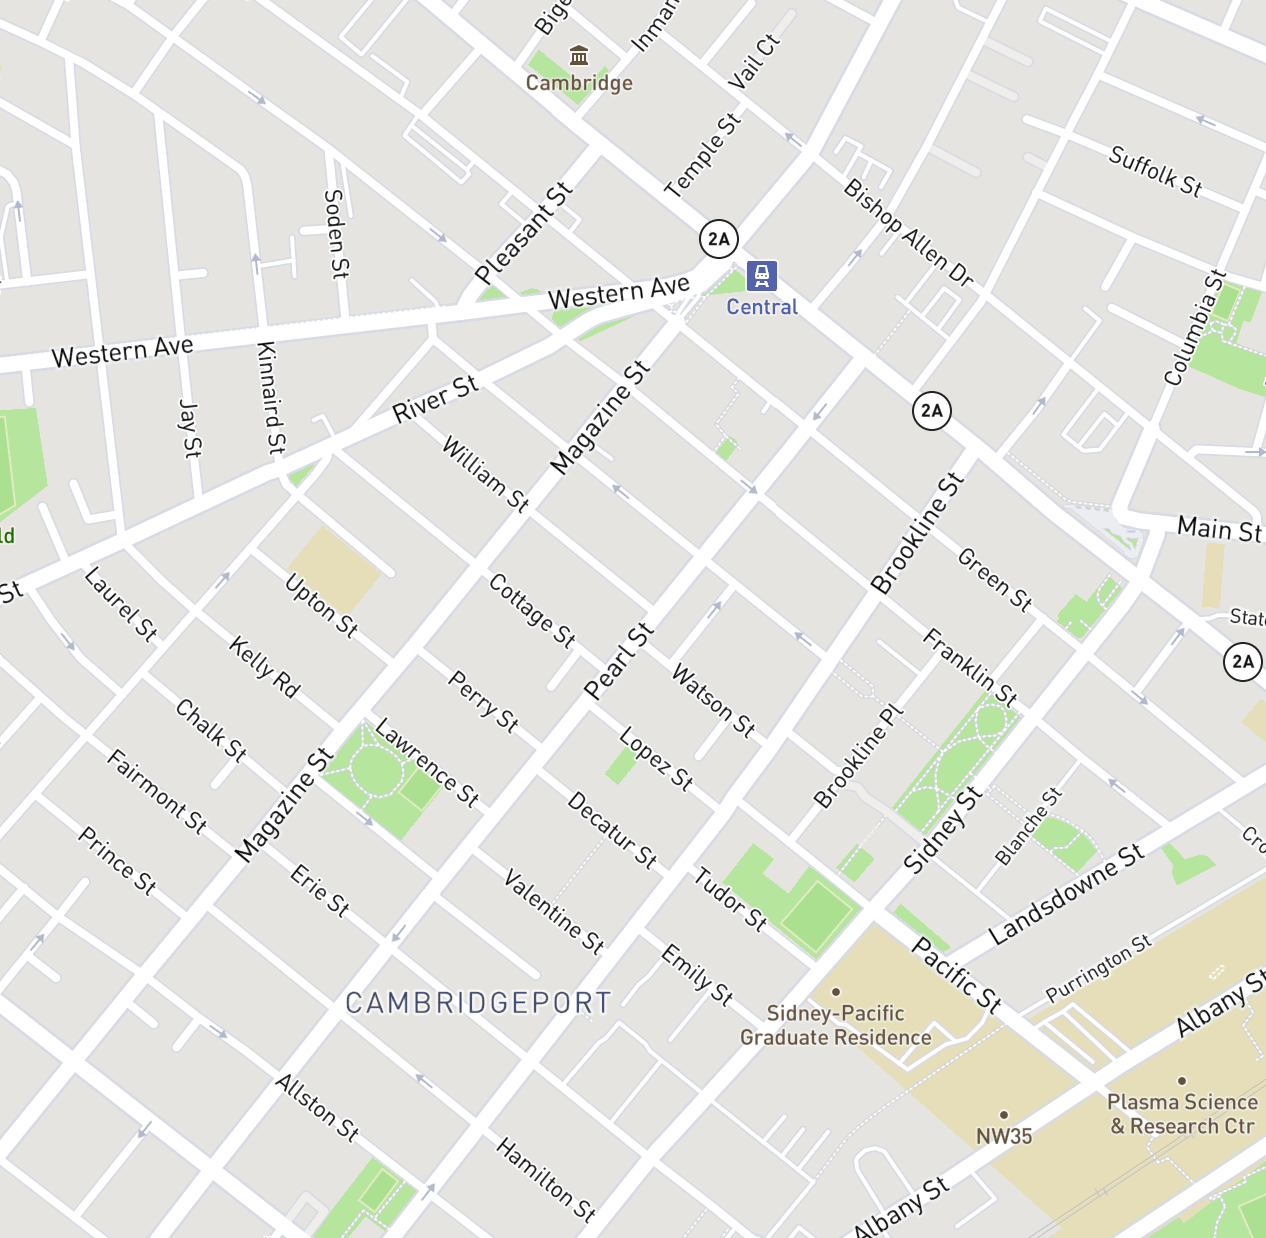 Bige
Inman
Cambridge
Vail Ct
Temple St
Suffolk St
Pleasant St
Soden St
Bishop Allen Dr
2A
Western Ave
Central
Columbia St
Western Ave
Kinnaird St
River St
Magazine St
Jay St
2A
William St
Main St
ld
Brookline St
St
Laurel St
Upton St
Cottage St
Green St
State
Kelly Rd
Pearl St
Franklin St
2A
Perry St
Watson St
Chalk St
Lawrence St
Lopez St
Brookline Pl
Fairmont St
Magazine St
Decatur St
Sidney St
Blanche St
Cro
Prince St
Erie St
Valentine St
Tudor St
Landsdowne St
Pacific St
Purrington St
Emily St
Albany St
CAMBRIDGEPORT
Sidney-Pacific
Graduate Residence
Allston St
Plasma Science
& Research Ctr
NW35
Hamilton St
Albany St